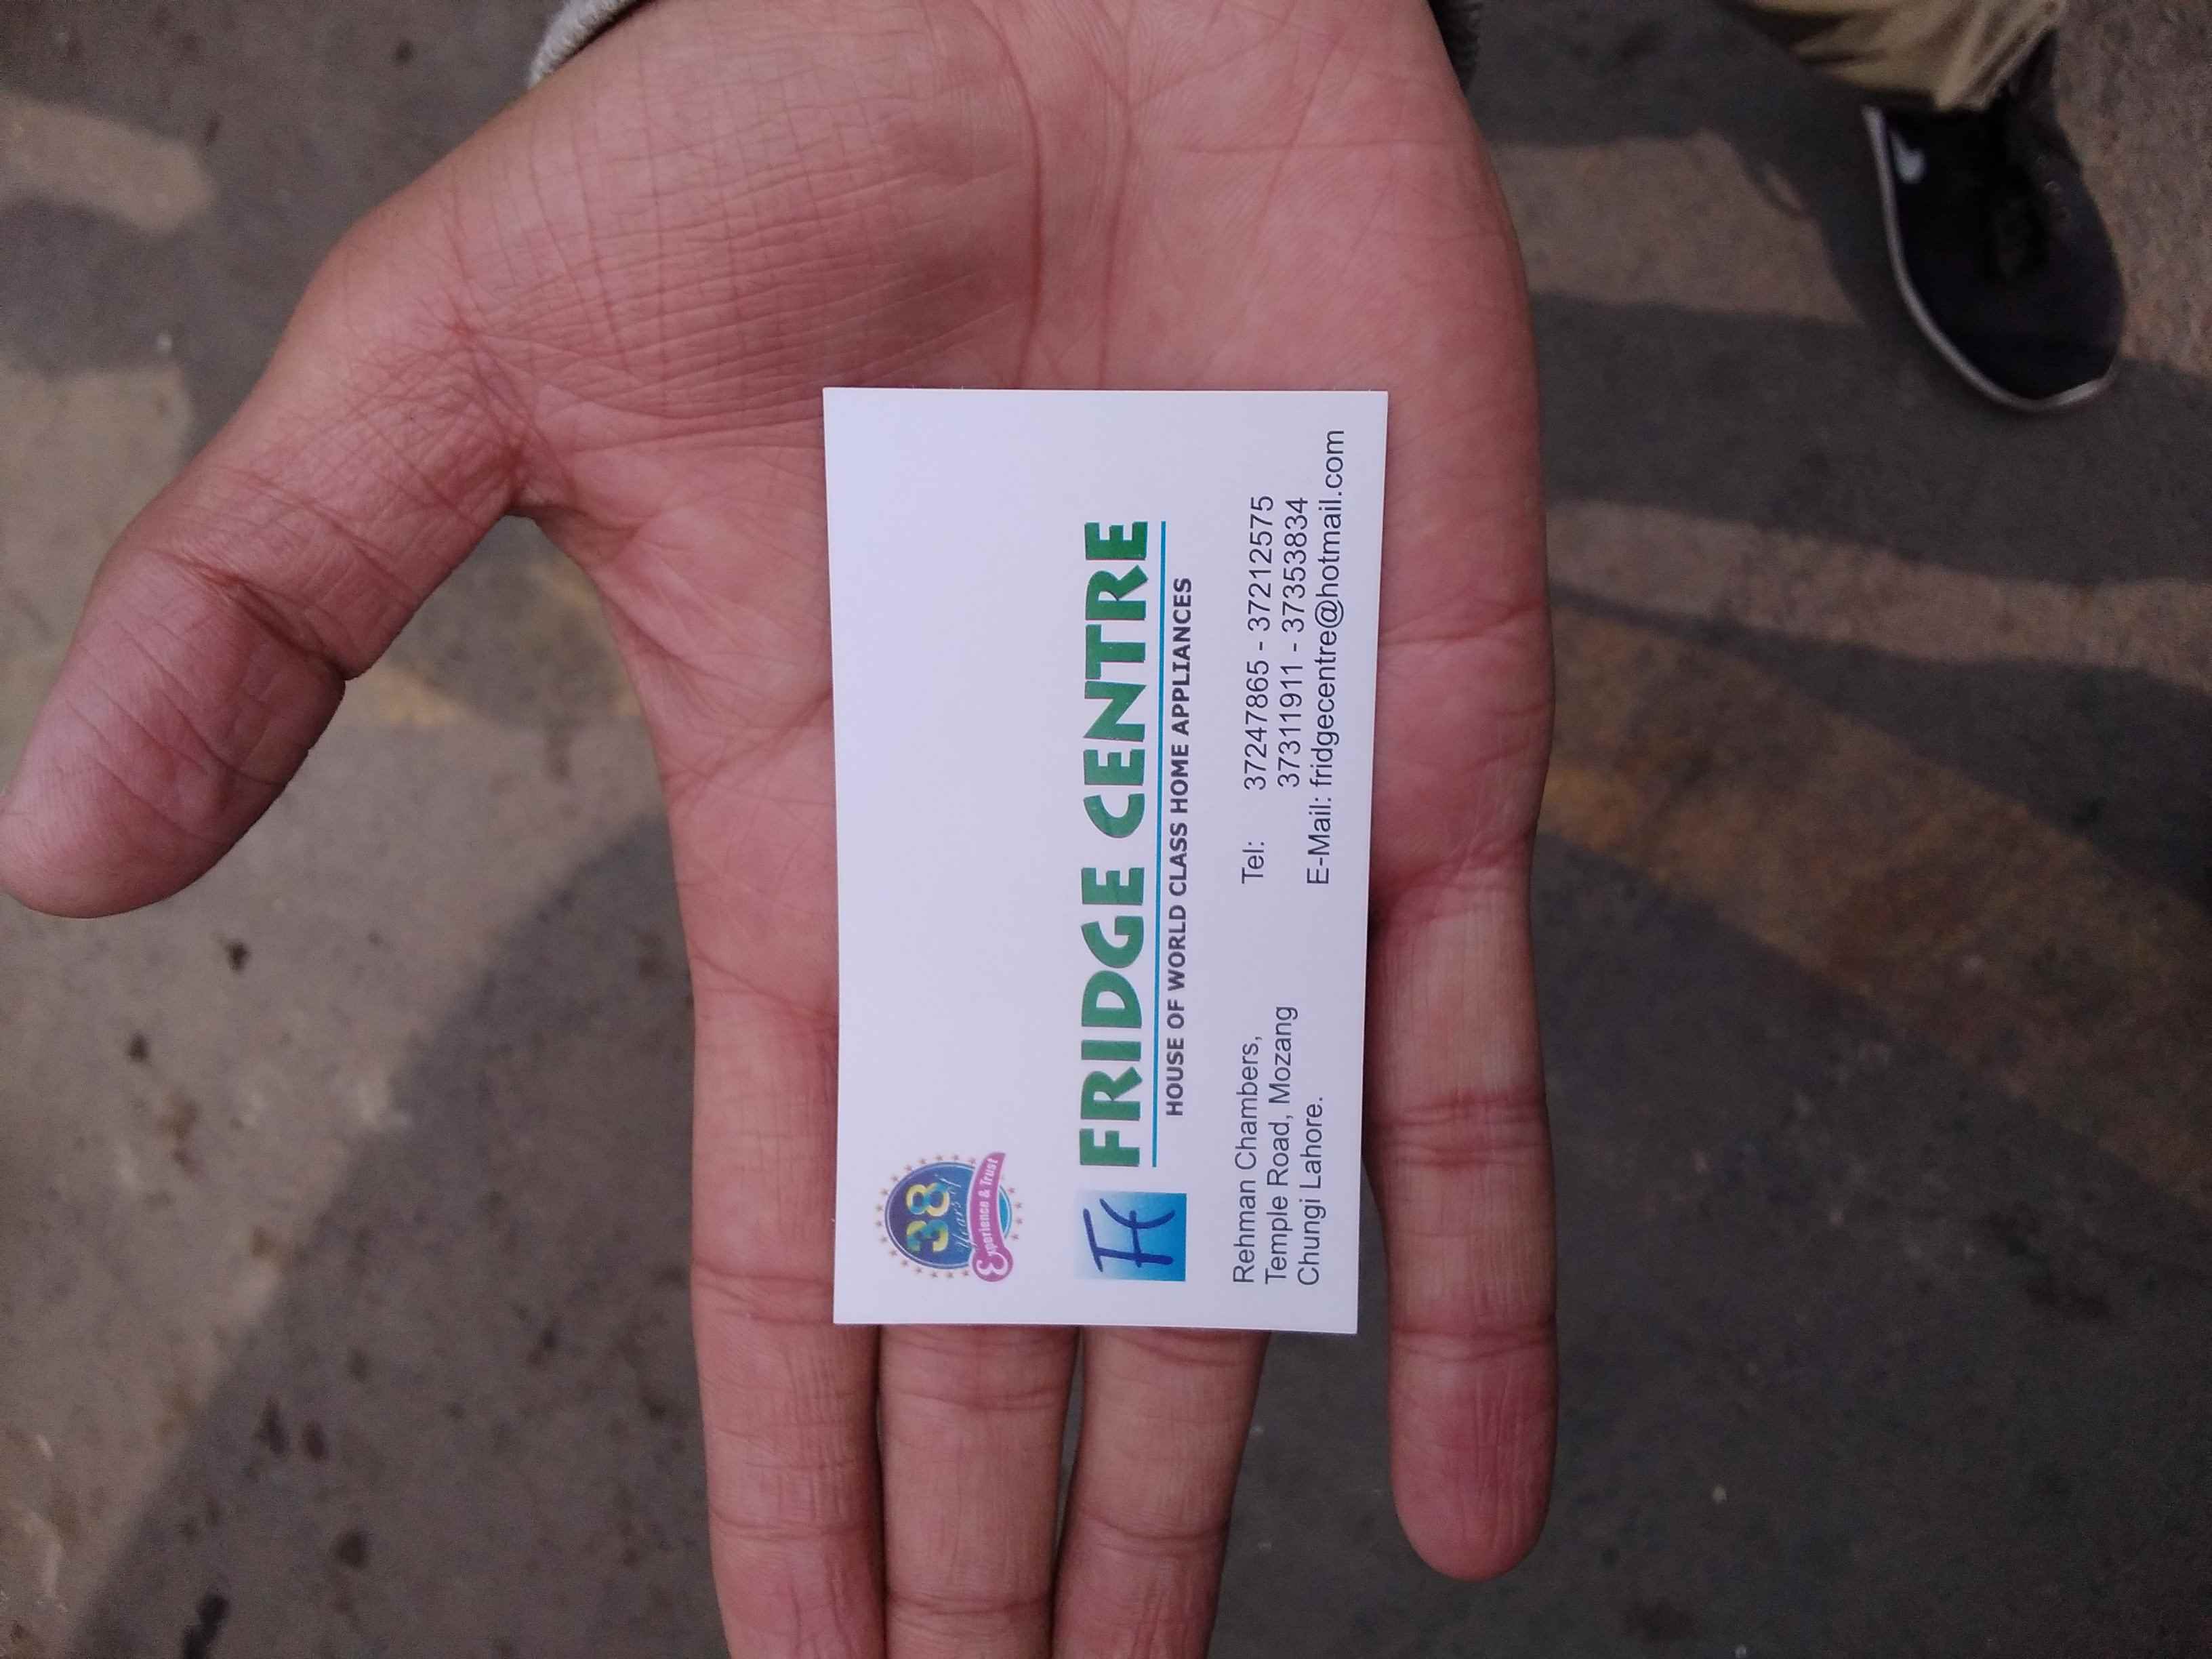 38
Years of
Experience & Trust
FC FRIDGE CENTRE
HOUSE OF WORLD CLASS HOME APPLIANCES
Rehman Chambers,
Temple Road, Mozang
Chungi Lahore.
Tel: 37247865 - 37212575
37311911 - 37353834
E-Mail: fridgecentre@hotmail.com